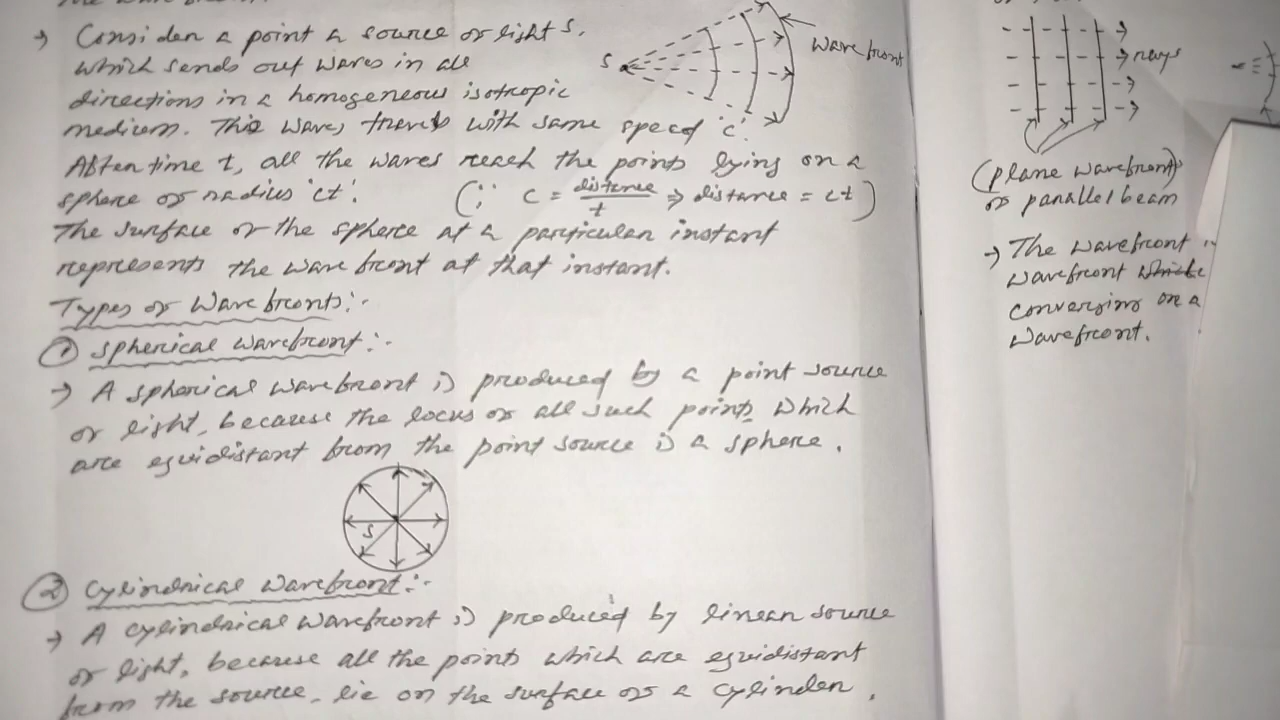 → Consider a point a source of light S,
which sends out waves in all
directions in a homogeneous isotropic
medium. This waves travels with same speed 'c'.
After time t, all the waves reach the points lying on a
sphere of radius 'ct'. (∵ c = distance/t ⇒ distance = ct)
The surface of the sphere at a particular instant
represents the wavefront at that instant.
Types of Wavefronts:-
① Spherical wavefront:-
→ A spherical wavefront is produced by a point source
of light, because the locus of all such points which
are equidistant from the point source is a sphere.
S
② Cylindrical wavefront:-
→ A cylindrical wavefront is produced by linear source
of light, because all the points which are equidistant
from the source, lie on the surface of a cylinder.
S
Wavefront
rays
(plane wavefront)
or parallel beam
→ The wavefront
wavefront
converging on a
wavefront.